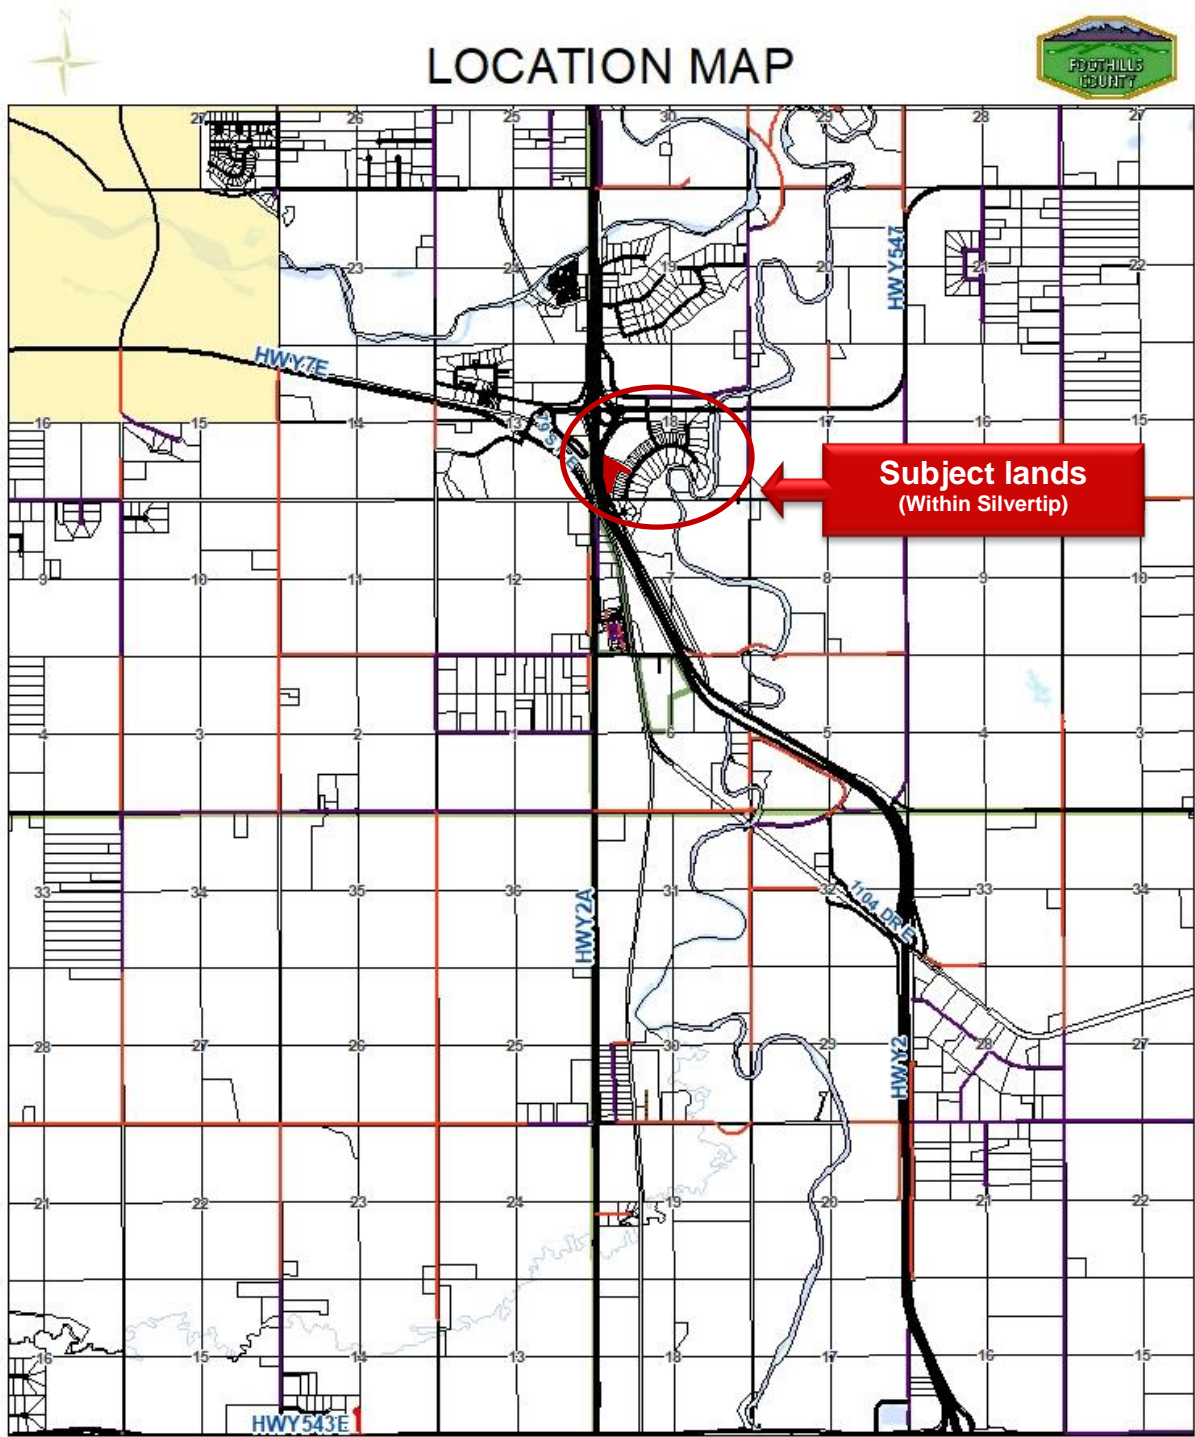 N
LOCATION MAP
FOOTHILLS
COUNTY
27 26 25 30 29 28 27
23 24 19 20 21 22
HWY547
HWY7E
16 15 14 13 18 17 16 15
Subject lands
(Within Silvertip)
9 10 11 12 7 8 9 10
4 3 2 1 6 5 4 3
33 34 35 36 31 32 33 34
1104 DR E
HWY2A
28 27 26 25 30 29 28 27
HWY2
21 22 23 24 19 20 21 22
16 15 14 13 18 17 16 15
HWY543E